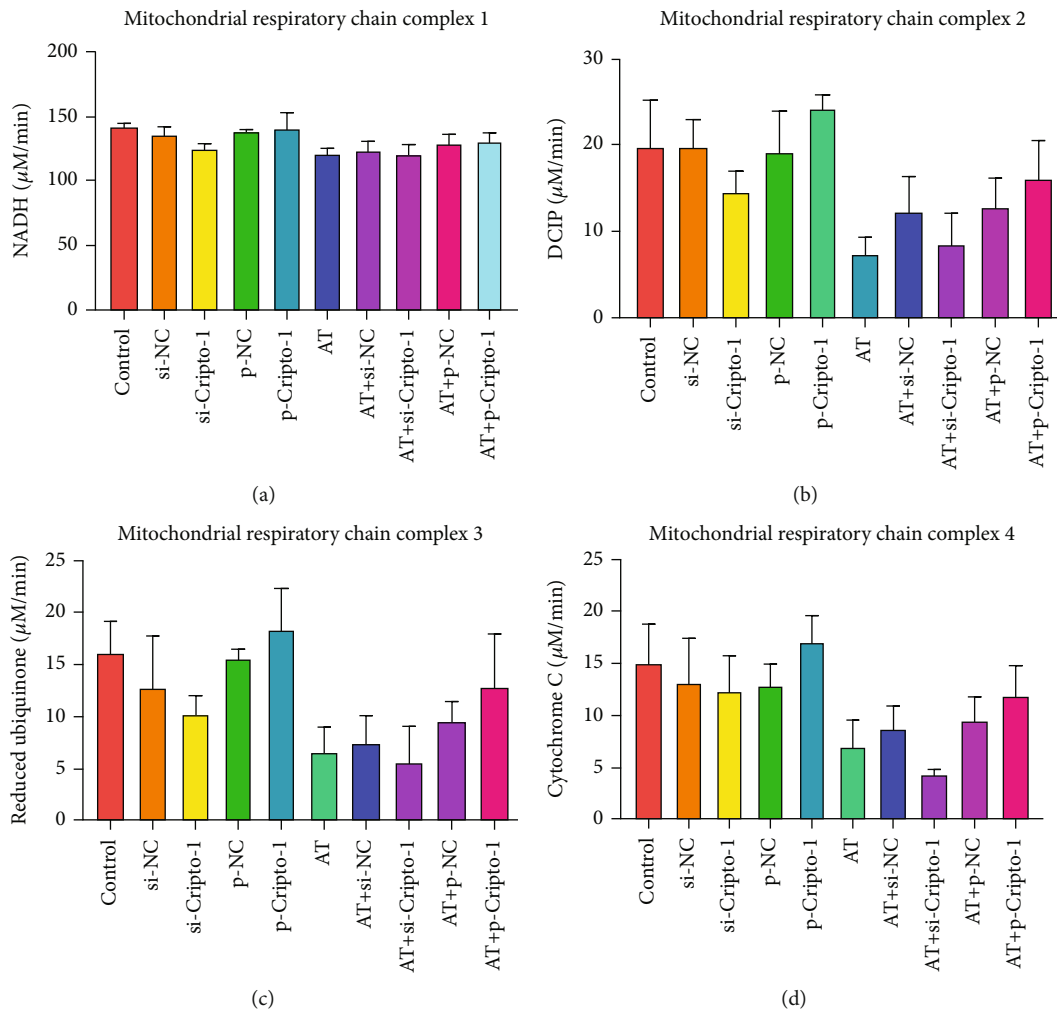 Mitochondrial respiratory chain complex 1
NADH (μM/min)
200
150
100
50
0
Control
si-NC
si-Cripto-1
p-NC
p-Cripto-1
AT
AT+si-NC
AT+si-Cripto-1
AT+p-NC
AT+p-Cripto-1
(a)
Mitochondrial respiratory chain complex 2
DCIP (μM/min)
30
20
10
0
Control
si-NC
si-Cripto-1
p-NC
p-Cripto-1
AT
AT+si-NC
AT+si-Cripto-1
AT+p-NC
AT+p-Cripto-1
(b)
Mitochondrial respiratory chain complex 3
Reduced ubiquinone (μM/min)
25
20
15
10
5
0
Control
si-NC
si-Cripto-1
p-NC
p-Cripto-1
AT
AT+si-NC
AT+si-Cripto-1
AT+p-NC
AT+p-Cripto-1
(c)
Mitochondrial respiratory chain complex 4
Cytochrome C (μM/min)
25
20
15
10
5
0
Control
si-NC
si-Cripto-1
p-NC
p-Cripto-1
AT
AT+si-NC
AT+si-Cripto-1
AT+p-NC
AT+p-Cripto-1
(d)